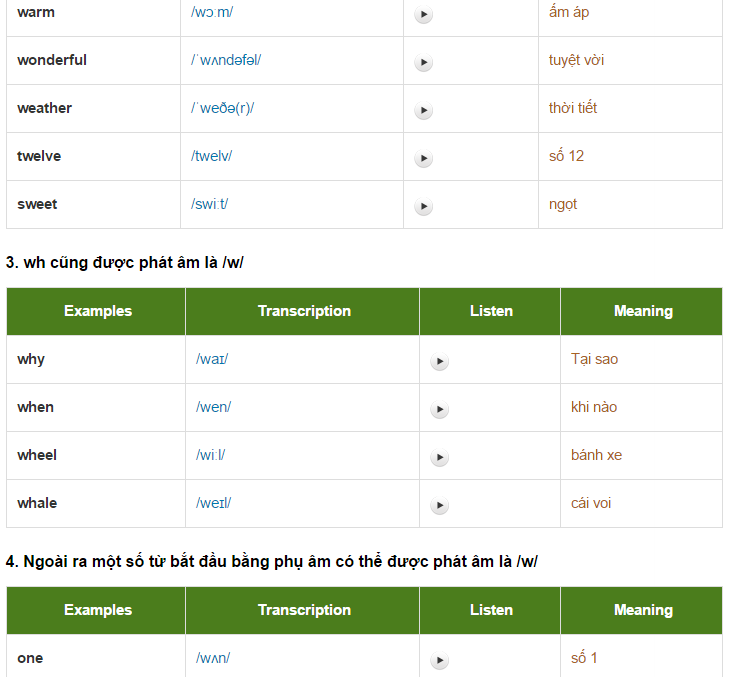 warm /wɔːm/ ấm áp
wonderful /ˈwʌndəfəl/ tuyệt vời
weather /ˈweðə(r)/ thời tiết
twelve /twelv/ số 12
sweet /swiːt/ ngọt
3. wh cũng được phát âm là /w/
Examples Transcription Listen Meaning
why /waɪ/ Tại sao
when /wen/ khi nào
wheel /wiːl/ bánh xe
whale /weɪl/ cái voi
4. Ngoài ra một số từ bắt đầu bằng phụ âm có thể được phát âm là /w/
Examples Transcription Listen Meaning
one /wʌn/ số 1